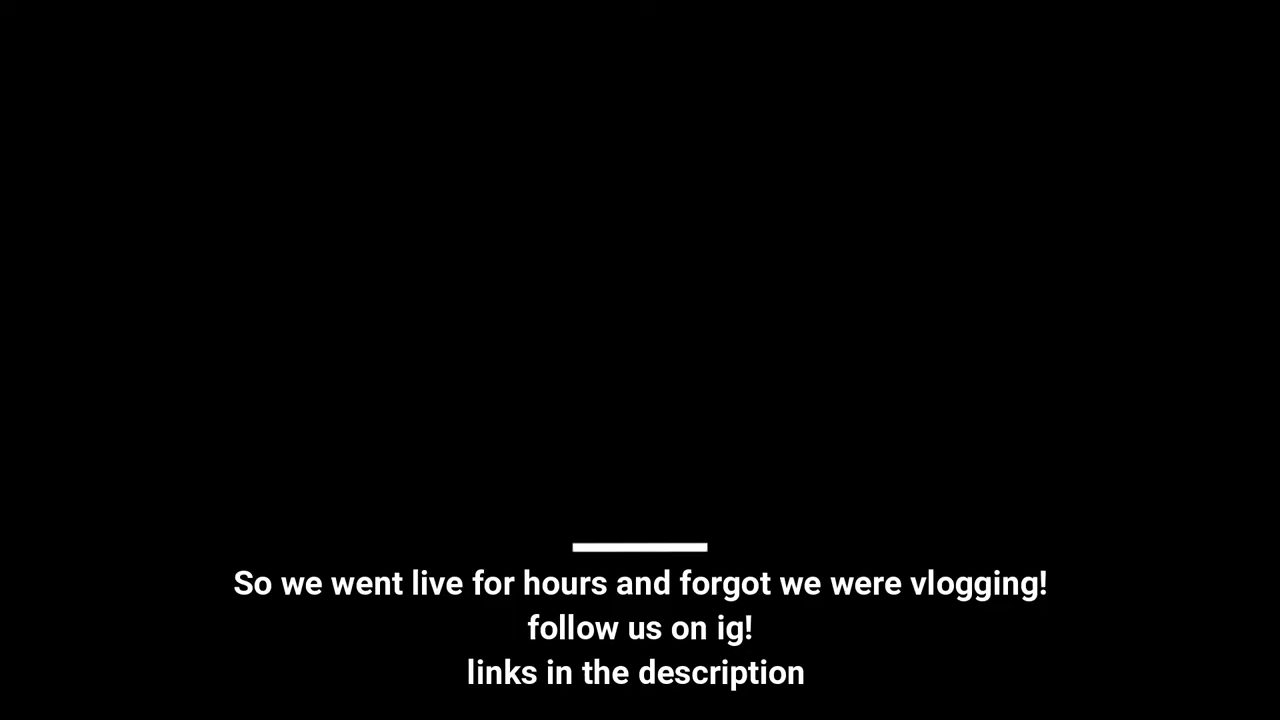 So we went live for hours and forgot we were vlogging!
follow us on ig!
links in the description